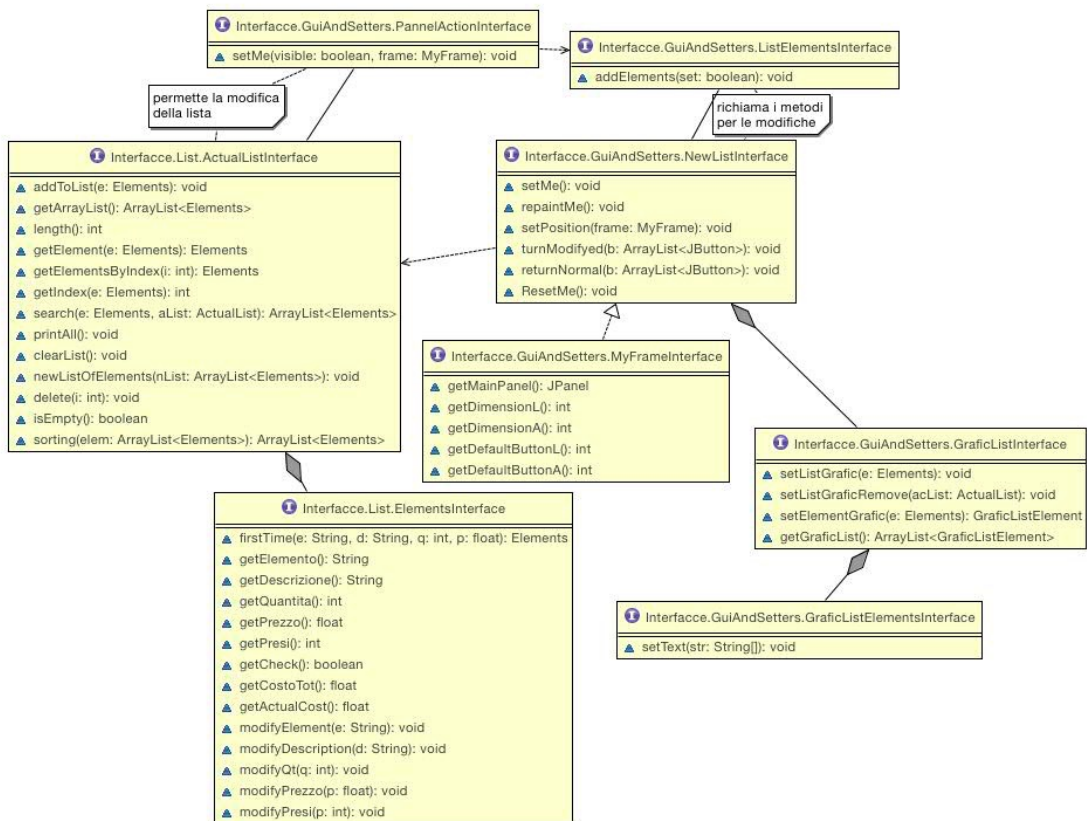 Interfacce.GuiAndSetters.PannelActionInterface
setMe(visible: boolean, frame: MyFrame): void
Interfacce.GuiAndSetters.ListElementsInterface
addElements(set: boolean): void
permette la modifica
della lista
richiama i metodi
per le modifiche
Interfacce.List.ActualListInterface
addToList(e: Elements): void
getArrayList(): ArrayList<Elements>
length(): int
getElement(e: Elements): Elements
getElementsByIndex(i: int): Elements
getIndex(e: Elements): int
search(e: Elements, aList: ActualList): ArrayList<Elements>
printAll(): void
clearList(): void
newListOfElements(nList: ArrayList<Elements>): void
delete(i: int): void
isEmpty(): boolean
sorting(elem: ArrayList<Elements>): ArrayList<Elements>
Interfacce.GuiAndSetters.NewListInterface
setMe(): void
repaintMe(): void
setPosition(frame: MyFrame): void
turnModifyed(b: ArrayList<JButton>): void
returnNormal(b: ArrayList<JButton>): void
ResetMe(): void
Interfacce.GuiAndSetters.MyFrameInterface
getMainPanel(): JPanel
getDimensionL(): int
getDimensionA(): int
getDefaultButtonL(): int
getDefaultButtonA(): int
Interfacce.GuiAndSetters.GraficListInterface
setListGrafic(e: Elements): void
setListGraficRemove(acList: ActualList): void
setElementGrafic(e: Elements): GraficListElement
getGraficList(): ArrayList<GraficListElement>
Interfacce.List.ElementsInterface
firstTime(e: String, d: String, q: int, p: float): Elements
getElemento(): String
getDescrizione(): String
getQuantita(): int
getPrezzo(): float
getPresi(): int
getCheck(): boolean
getCostoTot(): float
getActualCost(): float
modifyElement(e: String): void
modifyDescription(d: String): void
modifyQt(q: int): void
modifyPrezzo(p: float): void
modifyPresi(p: int): void
Interfacce.GuiAndSetters.GraficListElementsInterface
setText(str: String[]): void